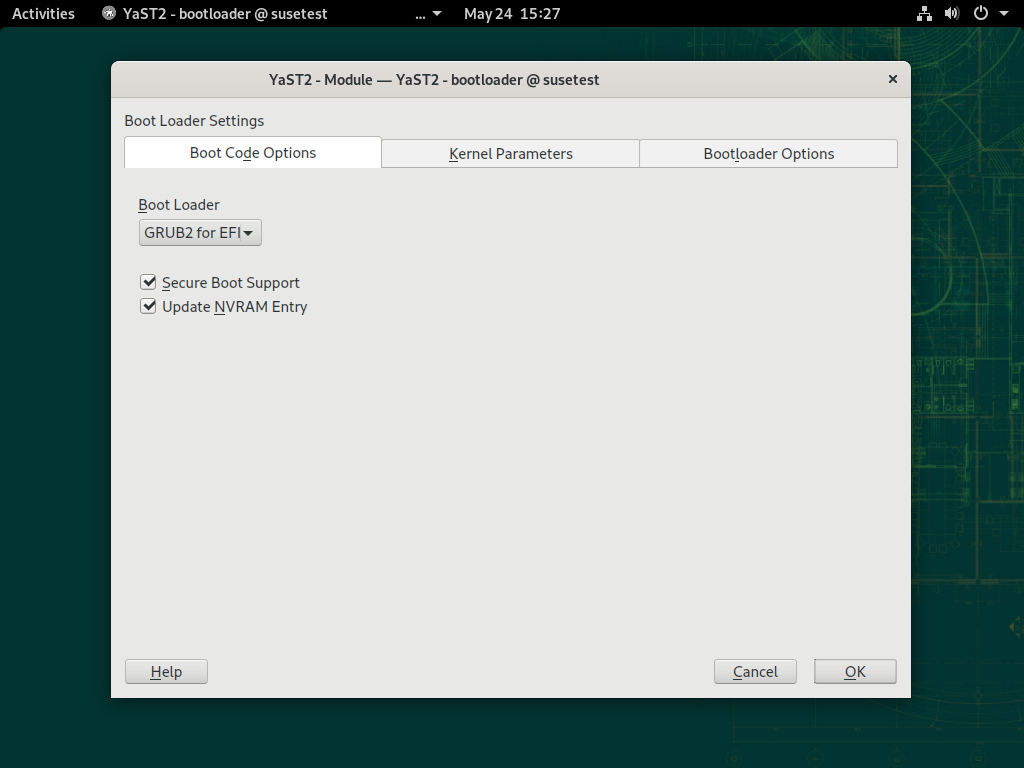 Activities YaST2 - bootloader @ susetest ... May 24 15:27
YaST2 - Module — YaST2 - bootloader @ susetest
Boot Loader Settings
Boot Code Options Kernel Parameters Bootloader Options
Boot Loader
GRUB2 for EFI
Secure Boot Support
Update NVRAM Entry
Help Cancel OK